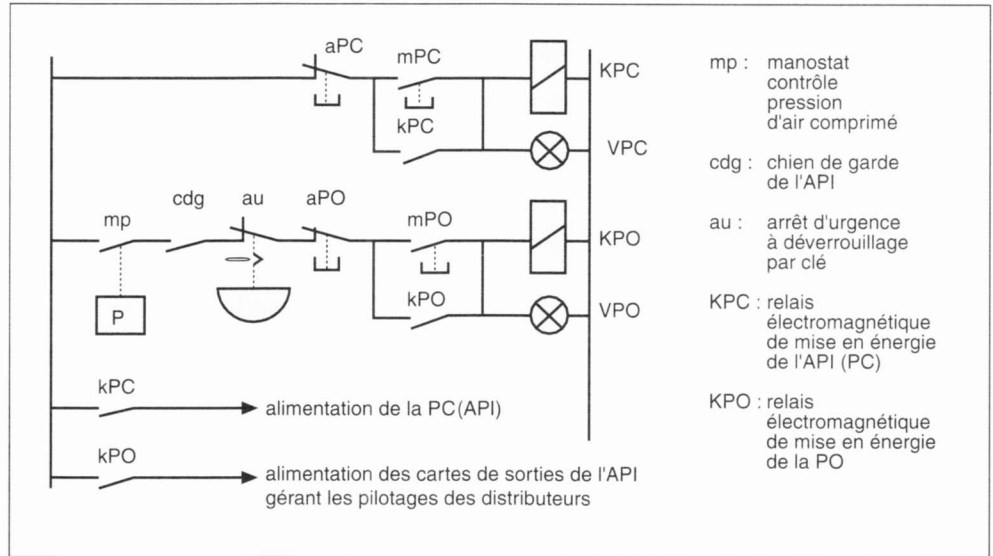 aPC
mPC
KPC
kPC
VPC
mp
cdg
au
aPO
mPO
KPO
kPO
VPO
P
kPC
alimentation de la PC(API)
kPO
alimentation des cartes de sorties de l'API
gérant les pilotages des distributeurs
mp : manostat
contrôle
pression
d'air comprimé
cdg : chien de garde
de l'API
au : arrêt d'urgence
à déverrouillage
par clé
KPC : relais
électromagnétique
de mise en énergie
de l'API (PC)
KPO : relais
électromagnétique
de mise en énergie
de la PO